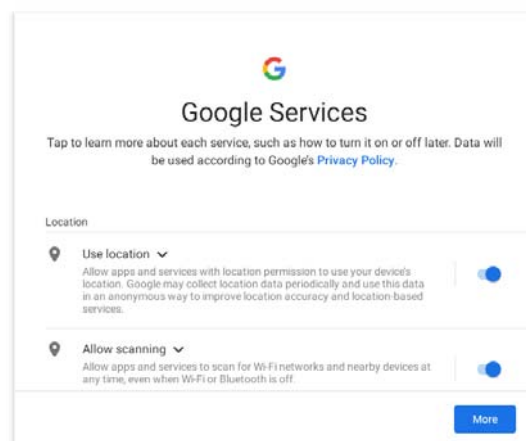 Google Services
Tap to learn more about each service, such as how to turn it on or off later. Data will
be used according to Google's Privacy Policy.
Location
Use location
Allow apps and services with location permission to use your device's
location. Google may collect location data periodically and use this data
in an anonymous way to improve location accuracy and location-based
services.
Allow scanning
Allow apps and services to scan for Wi-Fi networks and nearby devices at
any time, even when Wi-Fi or Bluetooth is off.
More